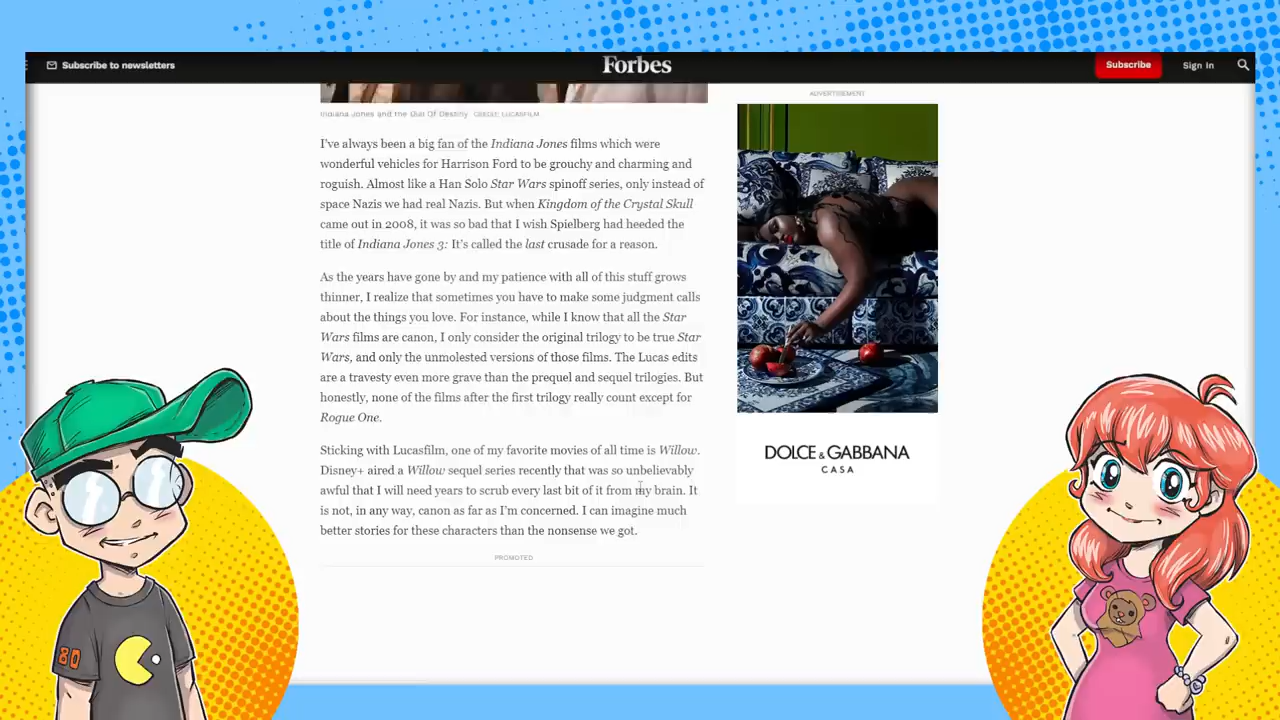 Subscribe to newsletters
Forbes
Subscribe
Sign In
Indiana Jones and the Dial Of Destiny CREDIT: LUCASFILM
ADVERTISEMENT
I've always been a big fan of the Indiana Jones films which were
wonderful vehicles for Harrison Ford to be grouchy and charming and
roguish. Almost like a Han Solo Star Wars spinoff series, only instead of
space Nazis we had real Nazis. But when Kingdom of the Crystal Skull
came out in 2008, it was so bad that I wish Spielberg had heeded the
title of Indiana Jones 3: It's called the last crusade for a reason.
As the years have gone by and my patience with all of this stuff grows
thinner, I realize that sometimes you have to make some judgment calls
about the things you love. For instance, while I know that all the Star
Wars films are canon, I only consider the original trilogy to be true Star
Wars, and only the unmolested versions of those films. The Lucas edits
are a travesty even more grave than the prequel and sequel trilogies. But
honestly, none of the films after the first trilogy really count except for
Rogue One.
Sticking with Lucasfilm, one of my favorite movies of all time is Willow.
Disney+ aired a Willow sequel series recently that was so unbelievably
awful that I will need years to scrub every last bit of it from my brain. It
is not, in any way, canon as far as I'm concerned. I can imagine much
better stories for these characters than the nonsense we got.
PROMOTED
DOLCE & GABBANA
CASA
80